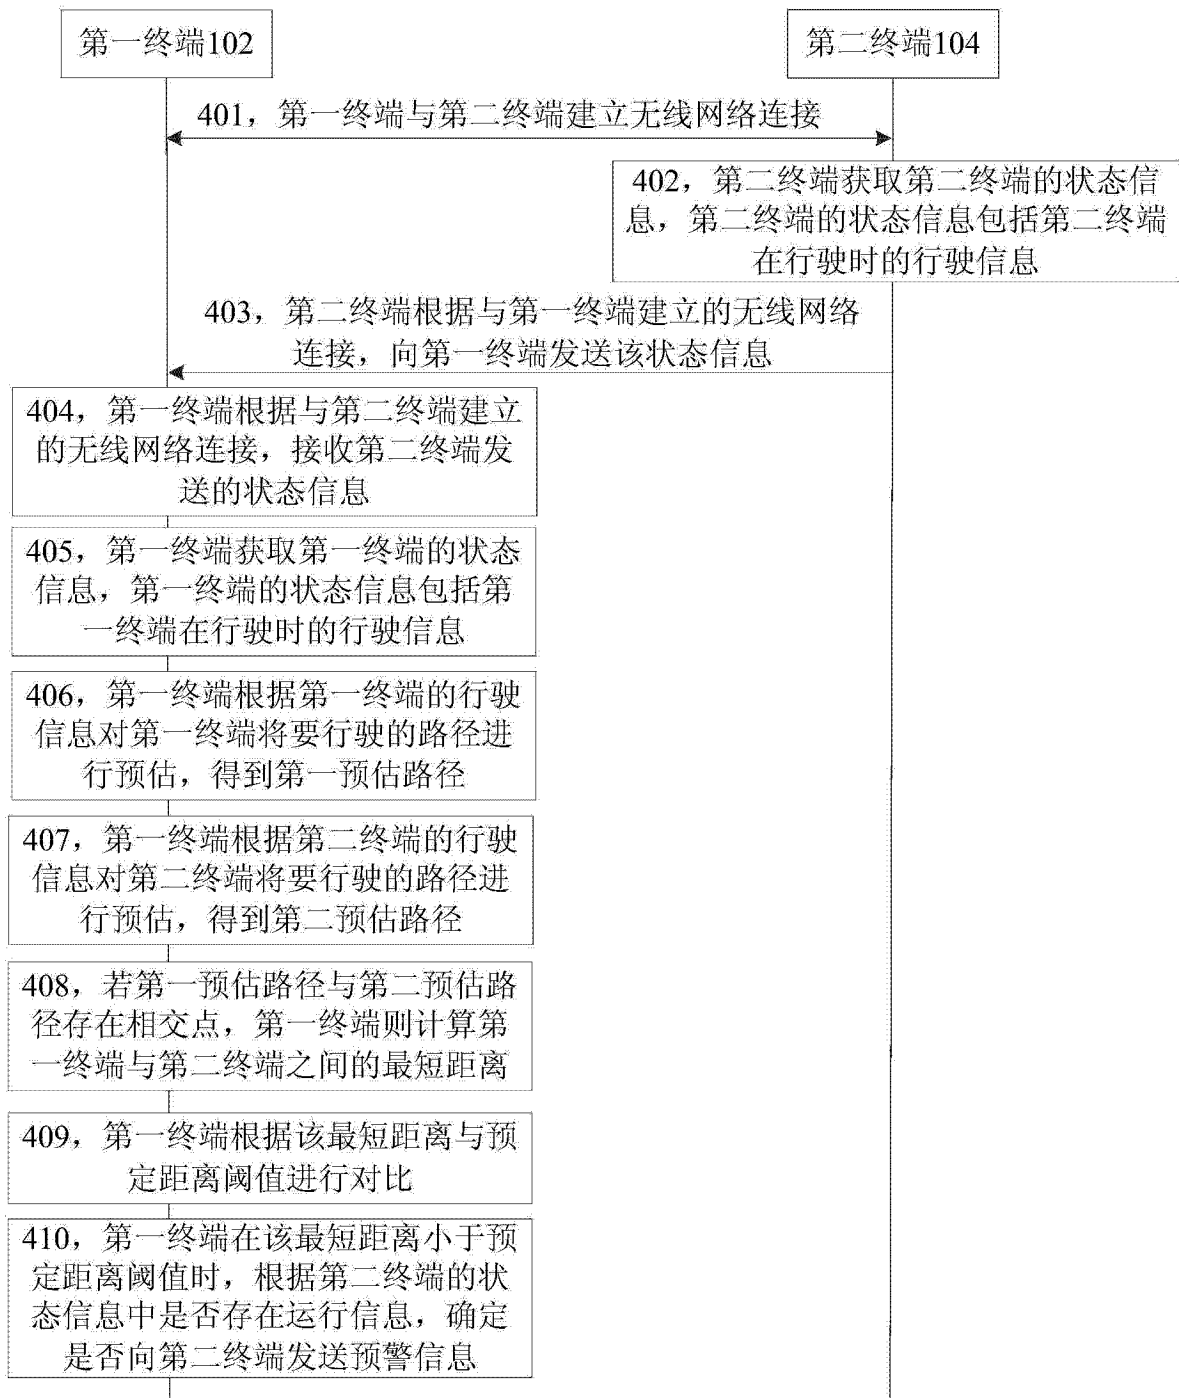 第一终端102
第二终端104
401，第一终端与第二终端建立无线网络连接
402，第二终端获取第二终端的状态信
息，第二终端的状态信息包括第二终端
在行驶时的行驶信息
403，第二终端根据与第一终端建立的无线网络
连接，向第一终端发送该状态信息
404，第一终端根据与第二终端建立
的无线网络连接，接收第二终端发
送的状态信息
405，第一终端获取第一终端的状态
信息，第一终端的状态信息包括第
一终端在行驶时的行驶信息
406，第一终端根据第一终端的行驶
信息对第一终端将要行驶的路径进
行预估，得到第一预估路径
407，第一终端根据第二终端的行驶
信息对第二终端将要行驶的路径进
行预估，得到第二预估路径
408，若第一预估路径与第二预估路
径存在相交点，第一终端则计算第
一终端与第二终端之间的最短距离
409，第一终端根据该最短距离与预
定距离阈值进行对比
410，第一终端在该最短距离小于预
定距离阈值时，根据第二终端的状
态信息中是否存在运行信息，确定
是否向第二终端发送预警信息